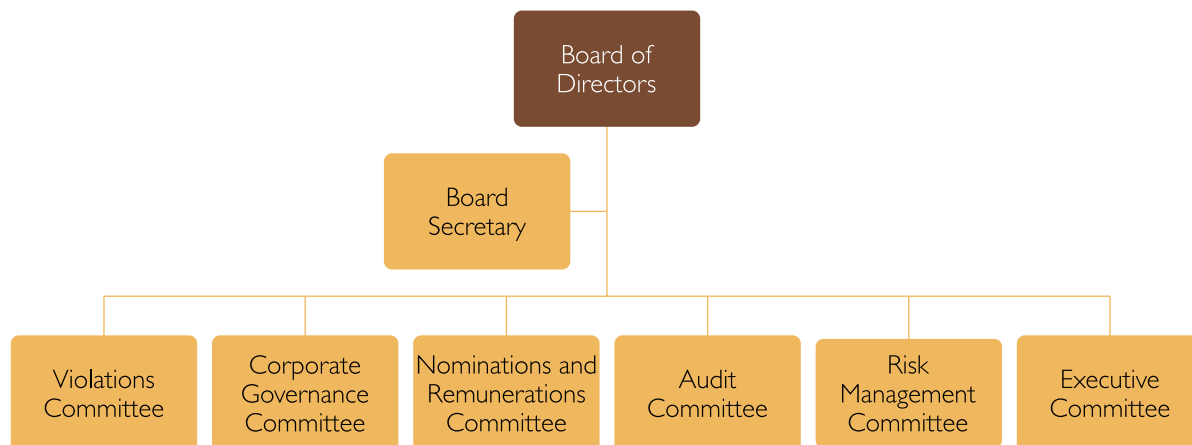 Board of
Directors
Board
Secretary
Violations
Committee
Corporate
Governance
Committee
Nominations and
Remunerations
Committee
Audit
Committee
Risk
Management
Committee
Executive
Committee